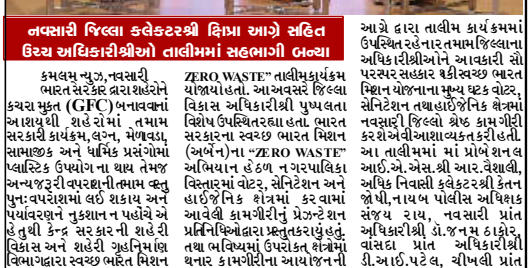 નવસારી જિલ્લા કલેકટરશ્રી ક્ષિપ્રા આગ્રે સહિત
ઉચ્ચ અધિકારીશ્રીઓ તાલીમમાં સહભાગી બન્યા
કમલમ ન્યુઝ,નવસારી
ભારત સરકાર દ્વારા શહેરોને
કચરા મુક્ત (GFC) બનાવવાનાં
આશયથી શહેરોમાં તમામ
સરકારી કાર્યક્રમ, લગ્ન, મેળાવડા,
સામાજીક અને ધાર્મિક પ્રસંગોમાં
પ્લાસ્ટિક ઉપયોગ ના થાય તેમજ
અન્ય જરૂરી વપરાશની તમામ વસ્તુ
પુનઃ વપરાશમાં લઈ શકાય અને
પર્યાવરણને નુકશાન ન પહોંચે એ
હેતુથી કેન્દ્ર સરકારની શહેરી
વિકાસ અને શહેરી ગૃહનિર્માણ
વિભાગ દ્વારા સ્વચ્છ ભારત મિશન
ZERO WASTE” તાલીમ કાર્યક્રમ
યોજાયો હતો. આ અવસરે જિલ્લા
વિકાસ અધિકારીશ્રી પુષ્પલતા
વિશેષ ઉપસ્થિત રહ્યા હતા. ભારત
સરકારના સ્વચ્છ ભારત મિશન
(અર્બન)ના “ZERO WASTE”
અભિયાન હેઠળ નગરપાલિકા
વિસ્તારમાં વોટર, સેનિટેશન અને
હાઈજેનિક ક્ષેત્રમાં કરવામાં
આવેલી કામગીરીનું પ્રેઝન્ટેશન
પ્રતિનિધિઓ દ્વારા પ્રસ્તુત કરાયું હતું.
તથા ભવિષ્યમાં ઉપરોક્ત ક્ષેત્રોમાં
થનાર કામગીરીના આયોજનની
આગ્રે દ્વારા તાલીમ કાર્યક્રમમાં
ઉપસ્થિત રહેનાર તમામ જિલ્લાના
અધિકારીશ્રીઓને આવકારી સૌ
પરસ્પર સહકાર થકી સ્વચ્છ ભારત
મિશન યોજનાના મુખ્ય ઘટક વોટર,
સેનિટેશન તથા હાઈજેનિક ક્ષેત્રમાં
નવસારી જિલ્લો શ્રેષ્ઠ કામગીરી
કરશે એવી આશા વ્યક્ત કરી હતી.
આ તાલીમમાં માં પ્રોબેશનલ
આઈ.એ.એસ.શ્રી આર.વૈશાલી,
અધિક નિવાસી કલેકટરશ્રી કેતન
જોષી, નાયબ પોલીસ અધિક્ષક
સંજય રાય, નવસારી પ્રાંત
અધિકારીશ્રી ડૉ.જનમ ઠાકોર,
વાંસદા પ્રાંત અધિકારીશ્રી
ડી.આઈ.પટેલ, ચીખલી પ્રાંત